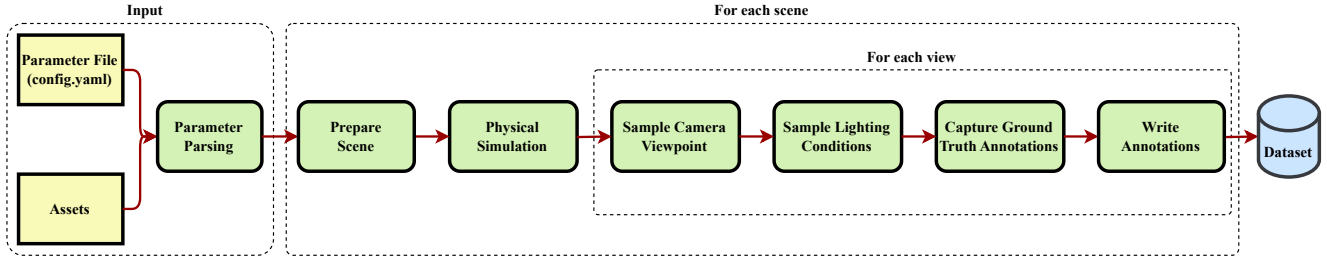 Input
For each scene
For each view
Parameter File
(config.yaml)
Assets
Parameter
Parsing
Prepare
Scene
Physical
Simulation
Sample Camera
Viewpoint
Sample Lighting
Conditions
Capture Ground
Truth Annotations
Write
Annotations
Dataset